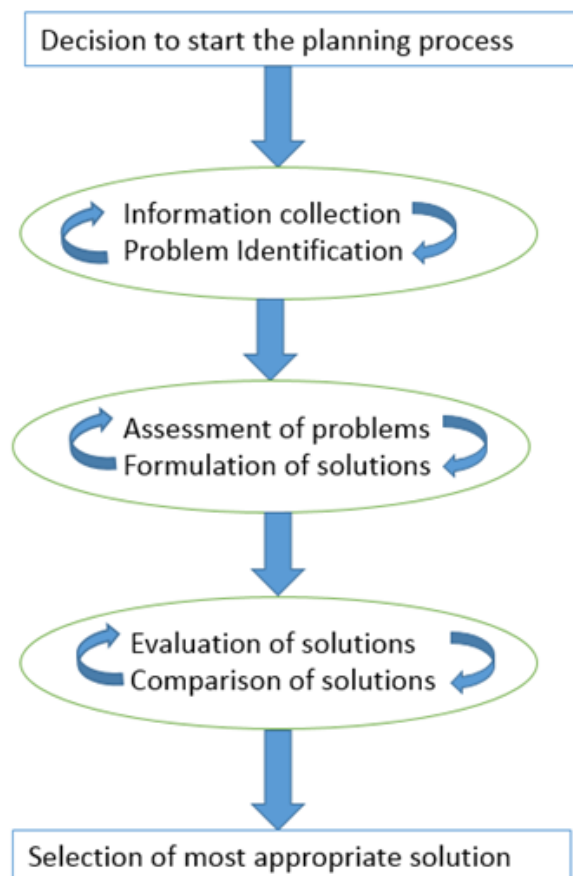 Decision to start the planning process
Information collection
Problem Identification
Assessment of problems
Formulation of solutions
Evaluation of solutions
Comparison of solutions
Selection of most appropriate solution